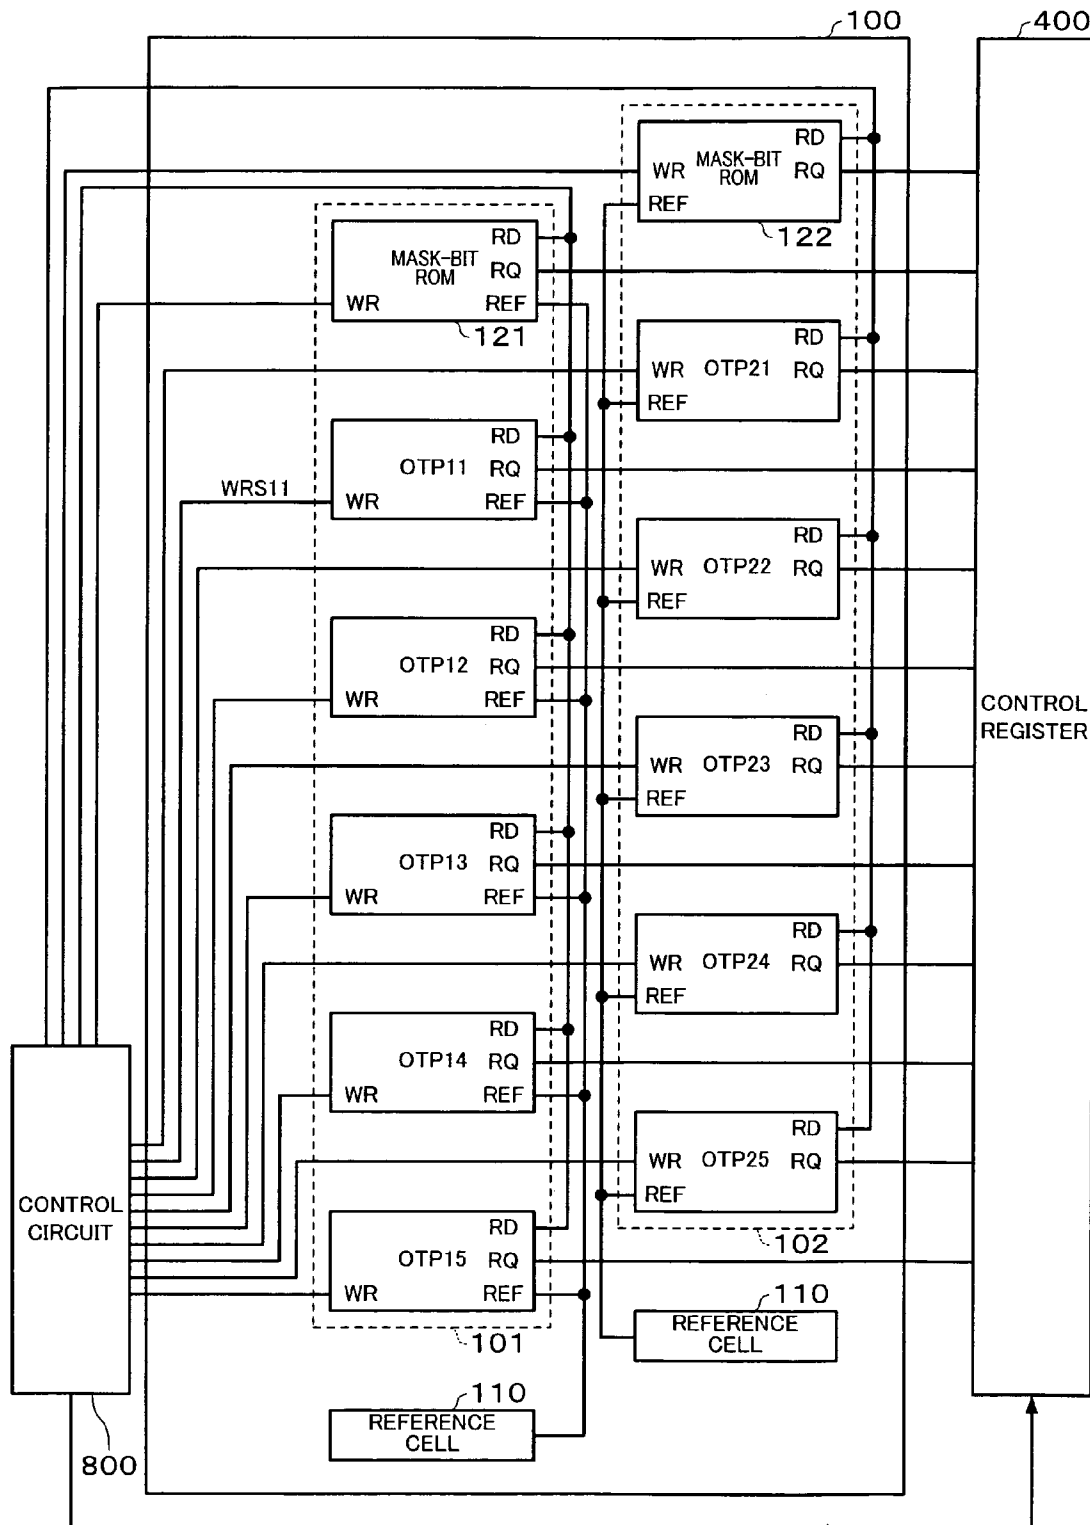 100
400
RD
WR
MASK-BIT
ROM
RQ
REF
122
RD
MASK-BIT
ROM
RQ
WR
REF
121
RD
WR
OTP21
RQ
REF
RD
OTP11
RQ
WRS11
WR
REF
RD
WR
OTP22
RQ
REF
RD
OTP12
RQ
WR
REF
CONTROL
REGISTER
RD
WR
OTP23
RQ
REF
RD
OTP13
RQ
WR
REF
RD
WR
OTP24
RQ
REF
RD
OTP14
RQ
WR
REF
RD
WR
OTP25
RQ
REF
102
CONTROL
CIRCUIT
RD
OTP15
RQ
WR
REF
101
110
REFERENCE
CELL
110
REFERENCE
CELL
800